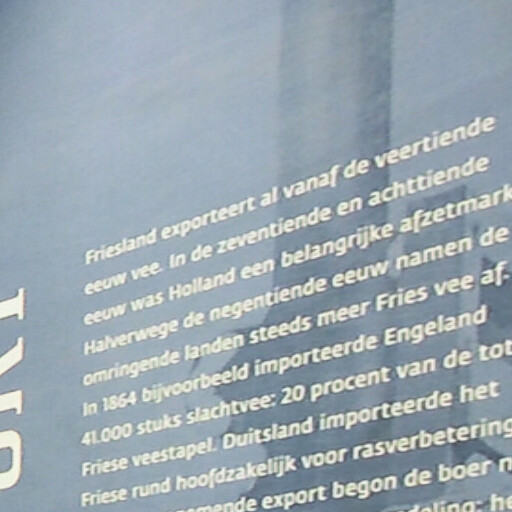 Friesland exporteert al vanaf de veertiende
eeuw vee. In de zeventiende en achttiende
eeuw was Holland een belangrijke afzetmark
Halverwege de negentiende eeuw namen de
omringende landen steeds meer Fries vee af.
In 1864 bijvoorbeeld importeerde Engeland
41.000 stuks slachtvee: 20 procent van de tot
Friese veestapel. Duitsland importeerde het
Friese rund hoofdzakelijk voor rasverbetering
export begon de boer